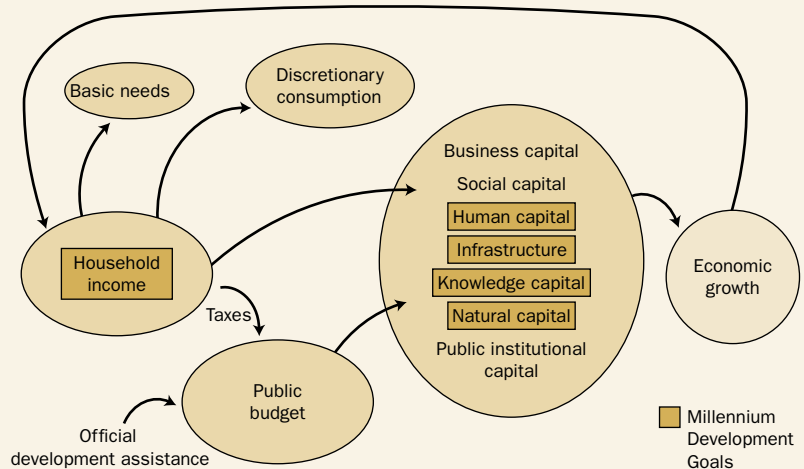 Basic needs
Discretionary
consumption
Business capital
Social capital
Human capital
Infrastructure
Knowledge capital
Natural capital
Public institutional
capital
Household
income
Economic
growth
Taxes
Public
budget
Official
development assistance
Millennium
Development
Goals